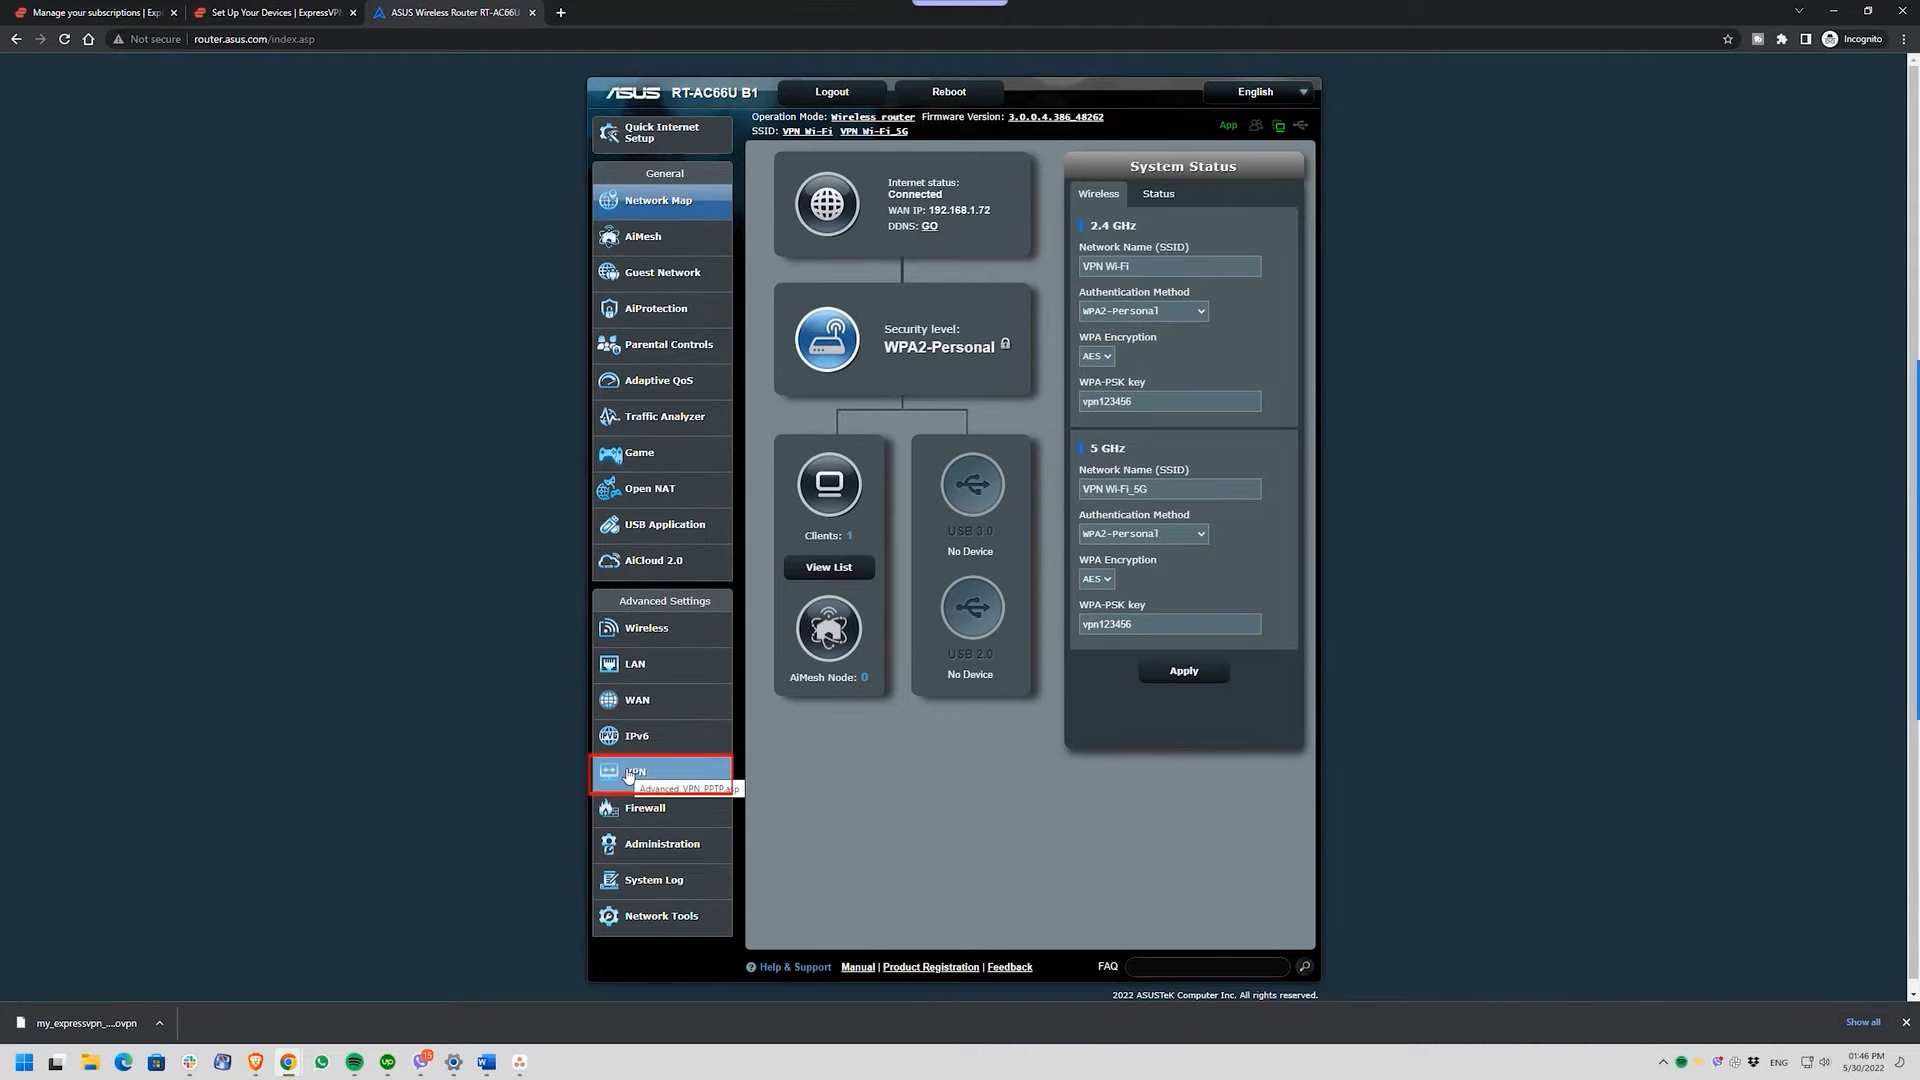 Manage your subscriptions | Exp
Set Up Your Devices | ExpressVPN
ASUS Wireless Router RT-AC66U
Not secure
router.asus.com/index.asp
Incognito
ASUS RT-AC66U B1
Logout
Reboot
English
Operation Mode: Wireless router Firmware Version: 3.0.0.4.386_48262
SSID: VPN Wi-Fi VPN Wi-Fi_5G
App
Quick Internet
Setup
General
Network Map
AiMesh
Guest Network
AiProtection
Parental Controls
Adaptive QoS
Traffic Analyzer
Game
Open NAT
USB Application
AiCloud 2.0
Advanced Settings
Wireless
LAN
WAN
IPv6
VPN
Advanced_VPN_PPTP.asp
Firewall
Administration
System Log
Network Tools
Internet status:
Connected
WAN IP: 192.168.1.72
DDNS: GO
Security level:
WPA2-Personal
Clients: 1
View List
AiMesh Node: 0
USB 3.0
No Device
USB 2.0
No Device
System Status
Wireless
Status
2.4 GHz
Network Name (SSID)
VPN Wi-Fi
Authentication Method
WPA2-Personal
WPA Encryption
AES
WPA-PSK key
vpn123456
5 GHz
Network Name (SSID)
VPN Wi-Fi_5G
Authentication Method
WPA2-Personal
WPA Encryption
AES
WPA-PSK key
vpn123456
Apply
Help & Support Manual | Product Registration | Feedback
FAQ
2022 ASUSTeK Computer Inc. All rights reserved.
my_expressvpn_....ovpn
Show all
15
ENG
01:46 PM
5/30/2022